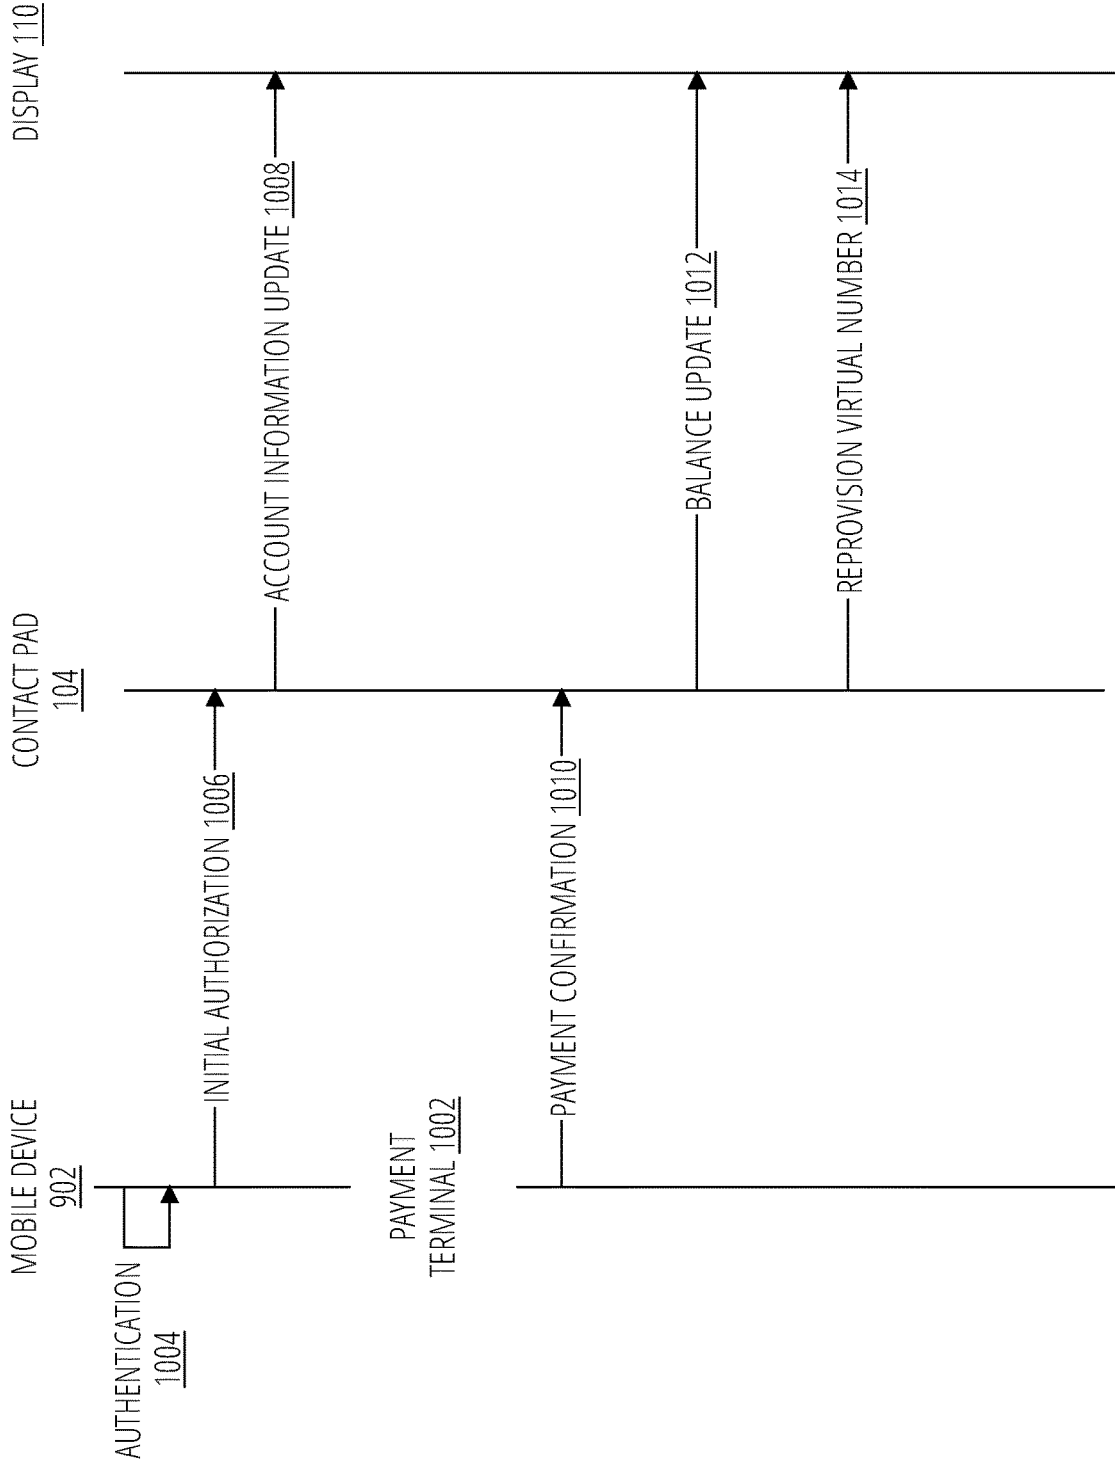 MOBILE DEVICE
902
CONTACT PAD
104
DISPLAY 110
AUTHENTICATION
1004
INITIAL AUTHORIZATION 1006
ACCOUNT INFORMATION UPDATE 1008
PAYMENT
TERMINAL 1002
PAYMENT CONFIRMATION 1010
BALANCE UPDATE 1012
REPROVISION VIRTUAL NUMBER 1014